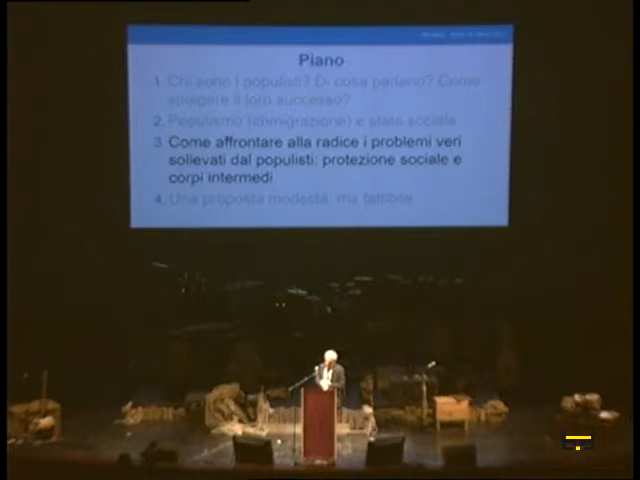 Piano
1. Chi sono i populisti? Di cosa parlano? Come
spiegare il loro successo?
2. Populismo (immigrazione) e stato sociale
3. Come affrontare alla radice i problemi veri
sollevati dai populisti: protezione sociale e
corpi intermedi
4. Una proposta modesta, ma fattibile